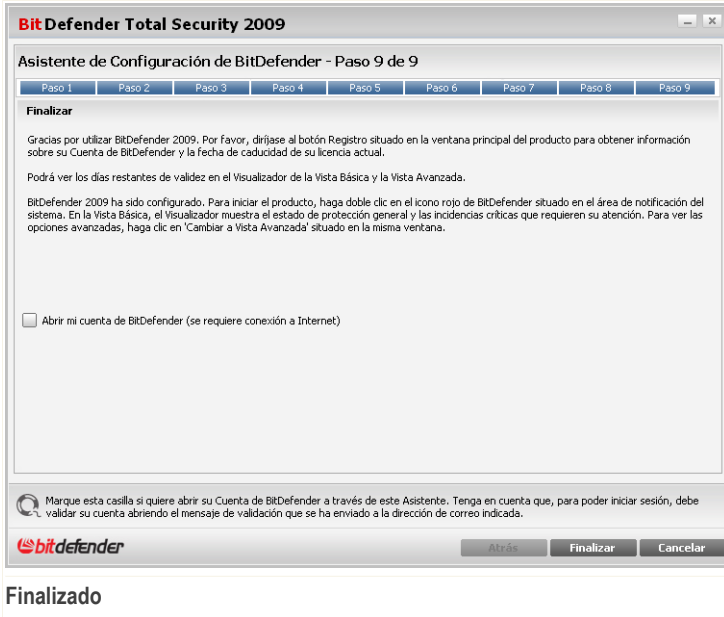 BitDefender Total Security 2009
Asistente de Configuración de BitDefender - Paso 9 de 9
Paso 1 Paso 2 Paso 3 Paso 4 Paso 5 Paso 6 Paso 7 Paso 8 Paso 9
Finalizar
Gracias por utilizar BitDefender 2009. Por favor, diríjase al botón Registro situado en la ventana principal del producto para obtener información
sobre su Cuenta de BitDefender y la fecha de caducidad de su licencia actual.
Podrá ver los días restantes de validez en el Visualizador de la Vista Básica y la Vista Avanzada.
BitDefender 2009 ha sido configurado. Para iniciar el producto, haga doble clic en el icono rojo de BitDefender situado en el área de notificación del
sistema. En la Vista Básica, el Visualizador muestra el estado de protección general y las incidencias críticas que requieren su atención. Para ver las
opciones avanzadas, haga clic en 'Cambiar a Vista Avanzada' situado en la misma ventana.
Abrir mi cuenta de BitDefender (se requiere conexión a Internet)
Marque esta casilla si quiere abrir su Cuenta de BitDefender a través de este Asistente. Tenga en cuenta que, para poder iniciar sesión, debe
validar su cuenta abriendo el mensaje de validación que se ha enviado a la dirección de correo indicada.
bitdefender
Atrás Finalizar Cancelar
Finalizado